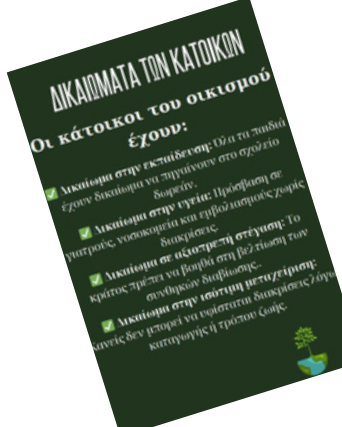 ΔΙΚΑΙΩΜΑΤΑ ΤΩΝ ΚΑΤΟΙΚΩΝ
Οι κάτοικοι του οικισμού
έχουν:
✅ Δικαίωμα στην εκπαίδευση: Όλα τα παιδιά
έχουν δικαίωμα να πηγαίνουν στο σχολείο
δωρεάν.
✅ Δικαίωμα στην υγεία: Πρόσβαση σε
γιατρούς, νοσοκομεία και εμβολιασμούς χωρίς
διακρίσεις.
✅ Δικαίωμα σε αξιοπρεπή στέγαση: Το
κράτος πρέπει να βοηθά στη βελτίωση των
συνθηκών διαβίωσης..
✅ Δικαίωμα στην ισότιμη μεταχείριση:
Κανείς δεν μπορεί να υφίσταται διακρίσεις λόγω
καταγωγής ή τρόπου ζωής.